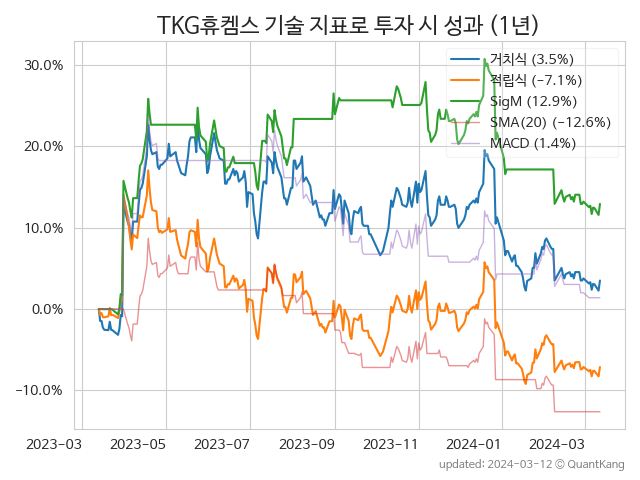 TKG휴켐스 기술 지표로 투자 시 성과 (1년)
거치식 (3.5%)
적립식 (−7.1%)
SigM (12.9%)
SMA(20) (−12.6%)
MACD (1.4%)
30.0%
20.0%
10.0%
0.0%
−10.0%
2023-03 2023-05 2023-07 2023-09 2023-11 2024-01 2024-03
updated: 2024-03-12 © QuantKang